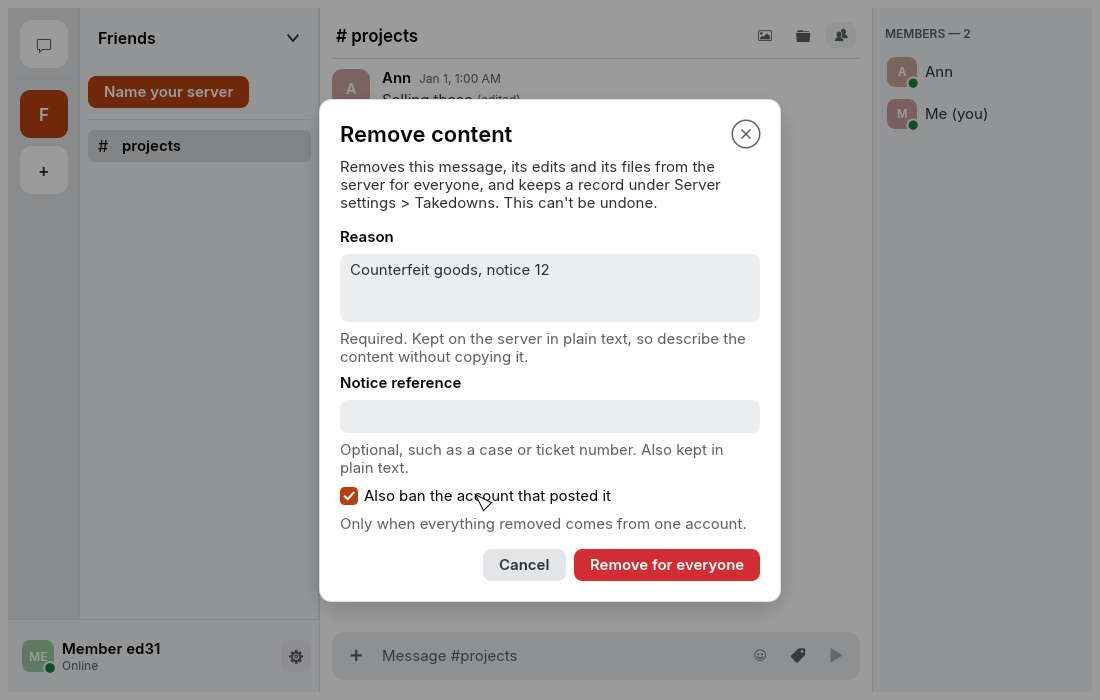 Friends
Name your server
F
+
# projects
Member ed31
Online
ME
# projects
A
Ann Jan 1, 1:00 AM
Selling these (edited)
Remove content
Removes this message, its edits and its files from the
server for everyone, and keeps a record under Server
settings > Takedowns. This can't be undone.
Reason
Counterfeit goods, notice 12
Required. Kept on the server in plain text, so describe the
content without copying it.
Notice reference
Optional, such as a case or ticket number. Also kept in
plain text.
Also ban the account that posted it
Only when everything removed comes from one account.
Cancel
Remove for everyone
+ Message #projects
MEMBERS — 2
A Ann
M Me (you)